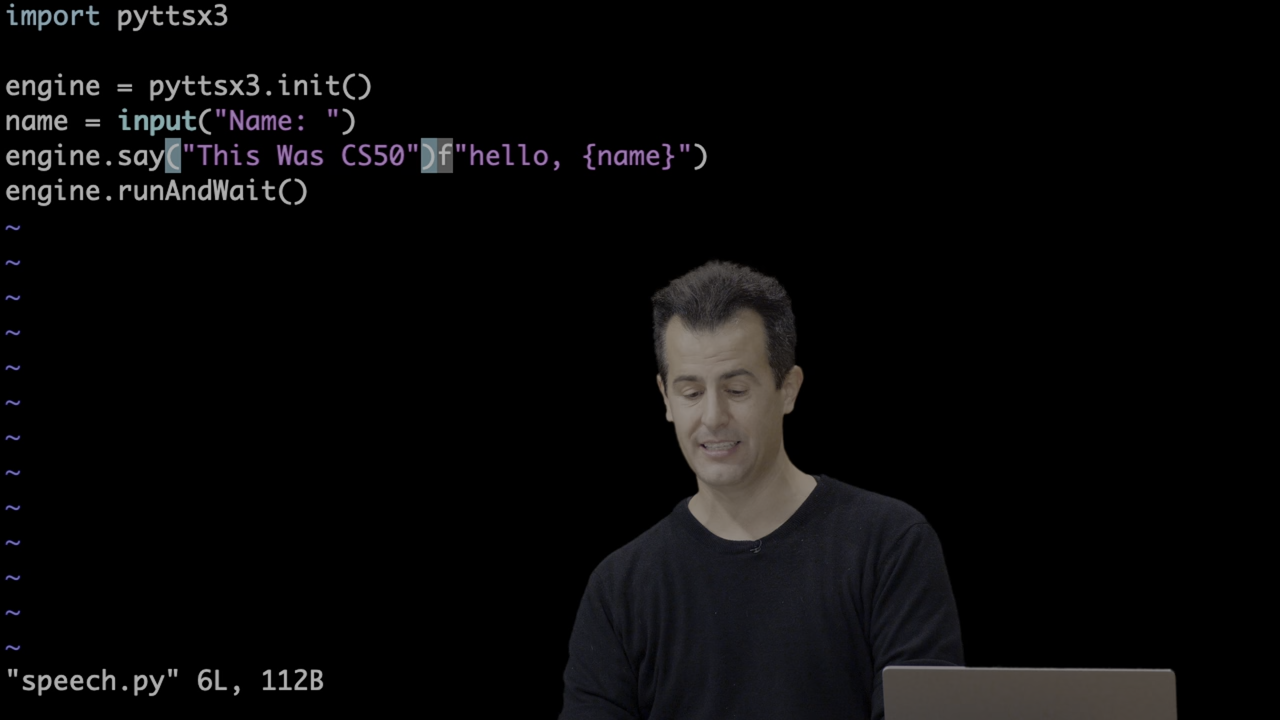 import pyttsx3
engine = pyttsx3.init()
name = input("Name: ")
engine.say("This Was CS50")f"hello, {name}")
engine.runAndWait()
~
~
~
~
~
~
~
~
~
~
~
~
~
"speech.py" 6L, 112B